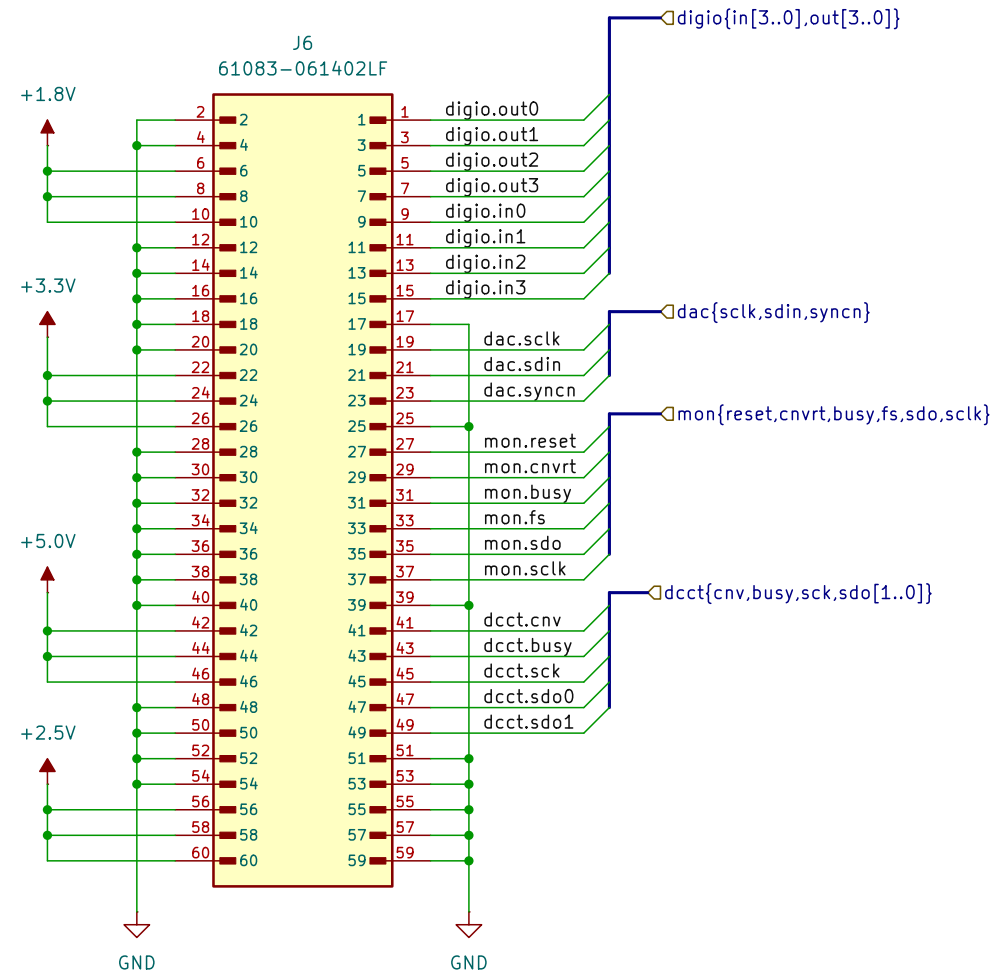 digio{in[3..0],out[3..0]}
J6
61083-061402LF
+1.8V
2 2 1 1 digio.out0
4 4 3 3 digio.out1
6 6 5 5 digio.out2
8 8 7 7 digio.out3
10 10 9 9 digio.in0
12 12 11 11 digio.in1
14 14 13 13 digio.in2
+3.3V
16 16 15 15 digio.in3
dac{sclk,sdin,syncn}
18 18 17 17
20 20 19 19 dac.sclk
22 22 21 21 dac.sdin
24 24 23 23 dac.syncn
mon{reset,cnvrt,busy,fs,sdo,sclk}
26 26 25 25
28 28 27 27 mon.reset
30 30 29 29 mon.cnvrt
32 32 31 31 mon.busy
34 34 33 33 mon.fs
+5.0V
36 36 35 35 mon.sdo
38 38 37 37 mon.sclk
dcct{cnv,busy,sck,sdo[1..0]}
40 40 39 39
42 42 41 41 dcct.cnv
44 44 43 43 dcct.busy
46 46 45 45 dcct.sck
48 48 47 47 dcct.sdo0
+2.5V
50 50 49 49 dcct.sdo1
52 52 51 51
54 54 53 53
56 56 55 55
58 58 57 57
60 60 59 59
GND
GND